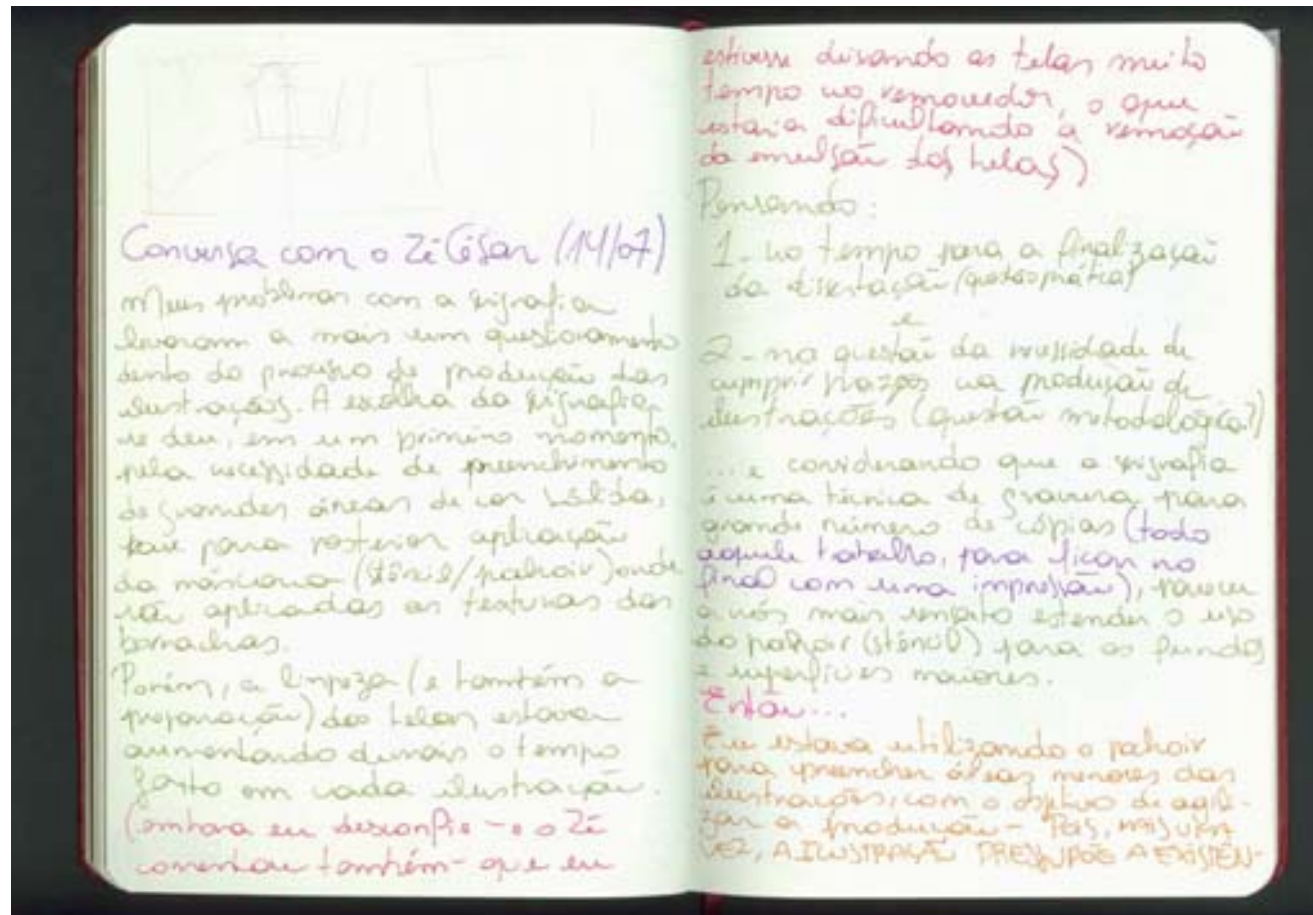 Conversa com o Zé César (14/07)
Meus problemas com a serigrafia
levaram a mais um questionamento
dentro do processo de produção das
ilustrações. A escolha da serigrafia
se deu, em um primeiro momento,
pela necessidade de preenchimento
de grandes áreas de cor sólida,
base para posterior aplicação
da máscara (stêncil/pochoir) onde
são aplicadas as texturas das
borrachas.
Porém, a limpeza (e também a
preparação) das telas estava
aumentando demais o tempo
gasto em cada ilustração.
(embora eu desconfie - e o Zé
comentou também - que eu
estivesse deixando as telas muito
tempo no removedor, o que
estaria dificultando a remoção
da emulsão das telas)
Pensando:
1 - no tempo para a finalização
da dissertação (questão prática)
e
2 - na questão da necessidade de
cumprir prazos na produção de
ilustrações (questão metodológica?)
... e considerando que a serigrafia
é uma técnica de gravura para
grande número de cópias (todo
aquele trabalho, para ficar no
final com uma impressão), pareceu
a nós mais sensato estender o uso
do pochoir (stêncil) para os fundos
e superfícies maiores.
Então...
Eu estava utilizando o pochoir
para preencher áreas menores das
ilustrações, com o objetivo de agili-
zar a produção - POIS, MAIS UMA
VEZ, A ILUSTRAÇÃO PRESSUPÕE A EXISTÊN-